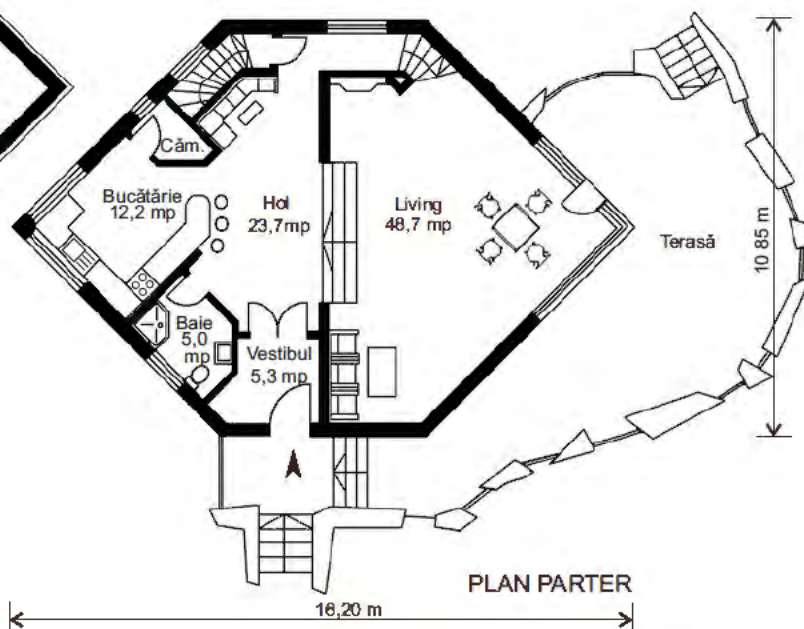 Căm.
Bucătărie
12,2 mp
Hol
23,7mp
Living
48,7 mp
Terasă
10 85 m
Baie
5,0
mp
Vestibul
5,3 mp
PLAN PARTER
16,20 m